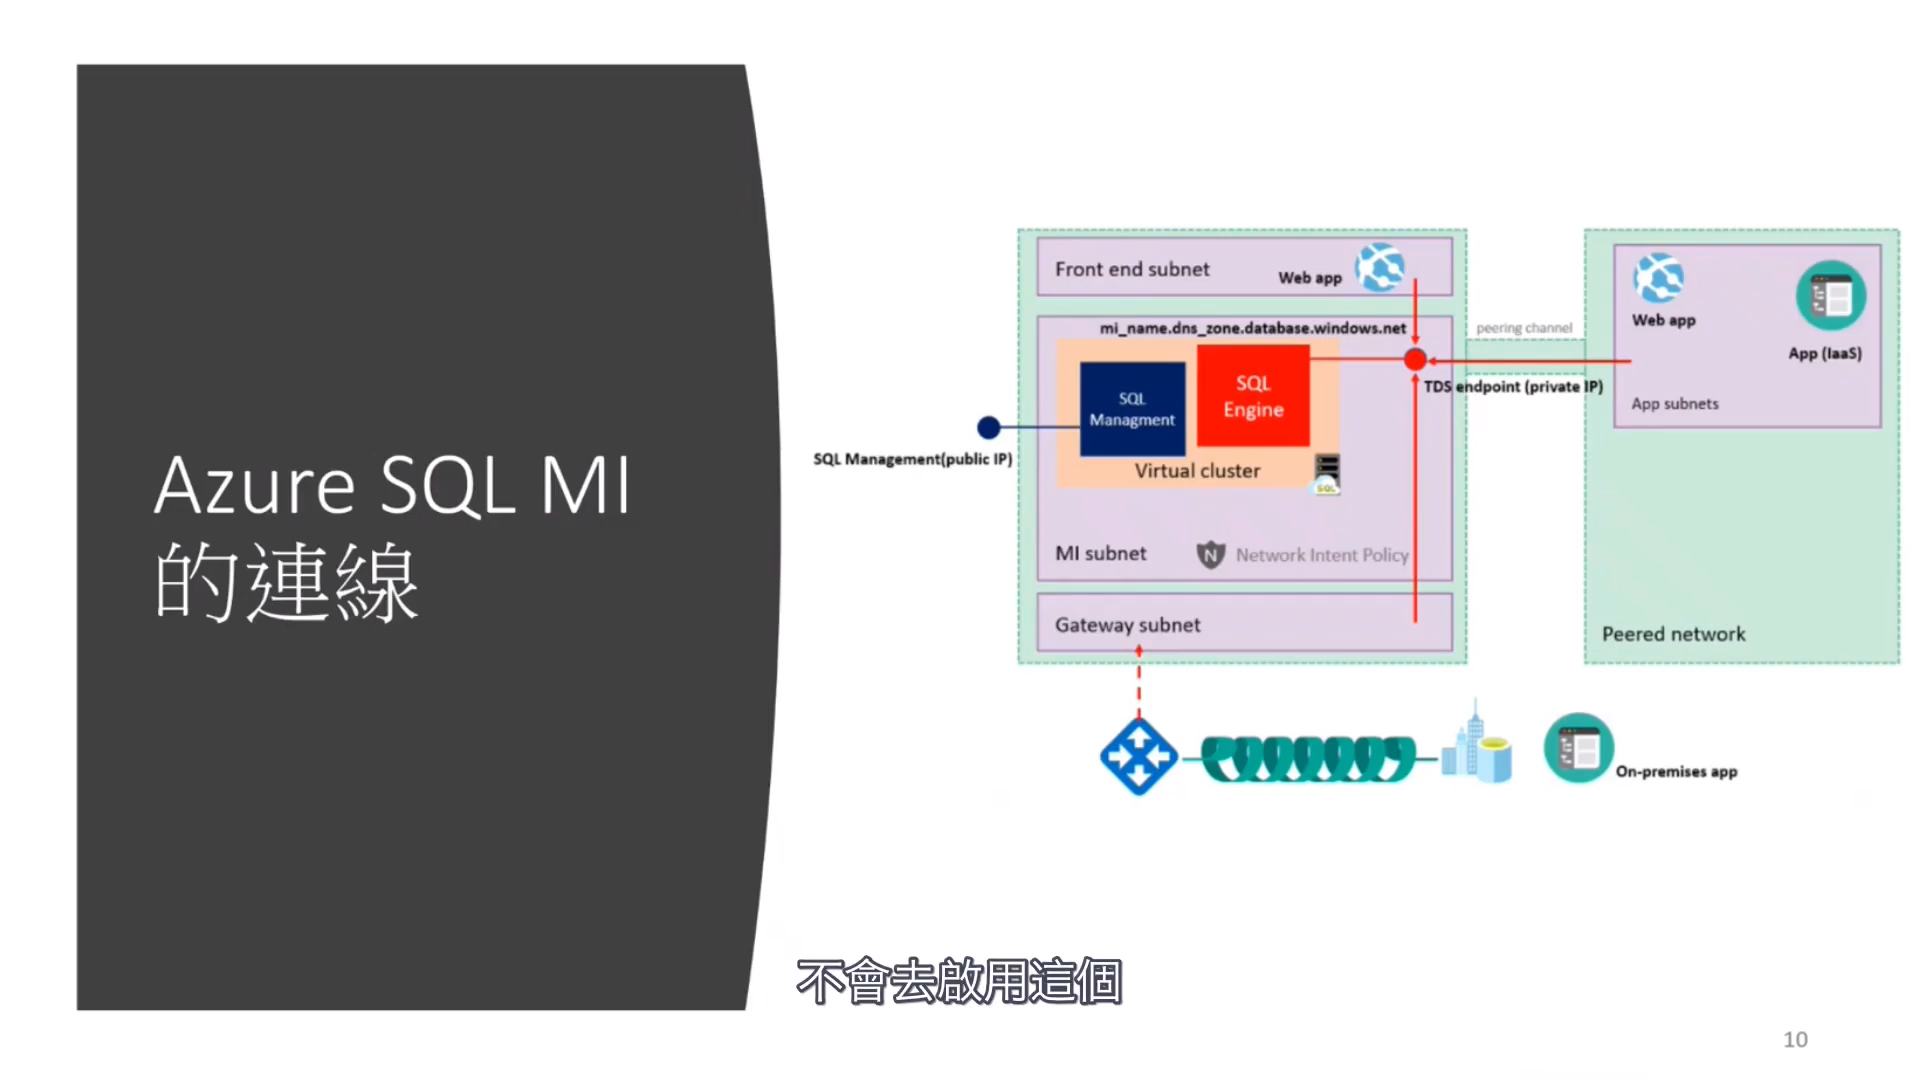 Azure SQL MI
的連線
Front end subnet
Web app
mi_name.dns_zone.database.windows.net
SQL
Managment
SQL
Engine
Virtual cluster
SQL
SQL Management(public IP)
MI subnet
N
Network Intent Policy
Gateway subnet
peering channel
TDS endpoint (private IP)
Web app
App (IaaS)
App subnets
Peered network
On-premises app
不會去啟用這個
10